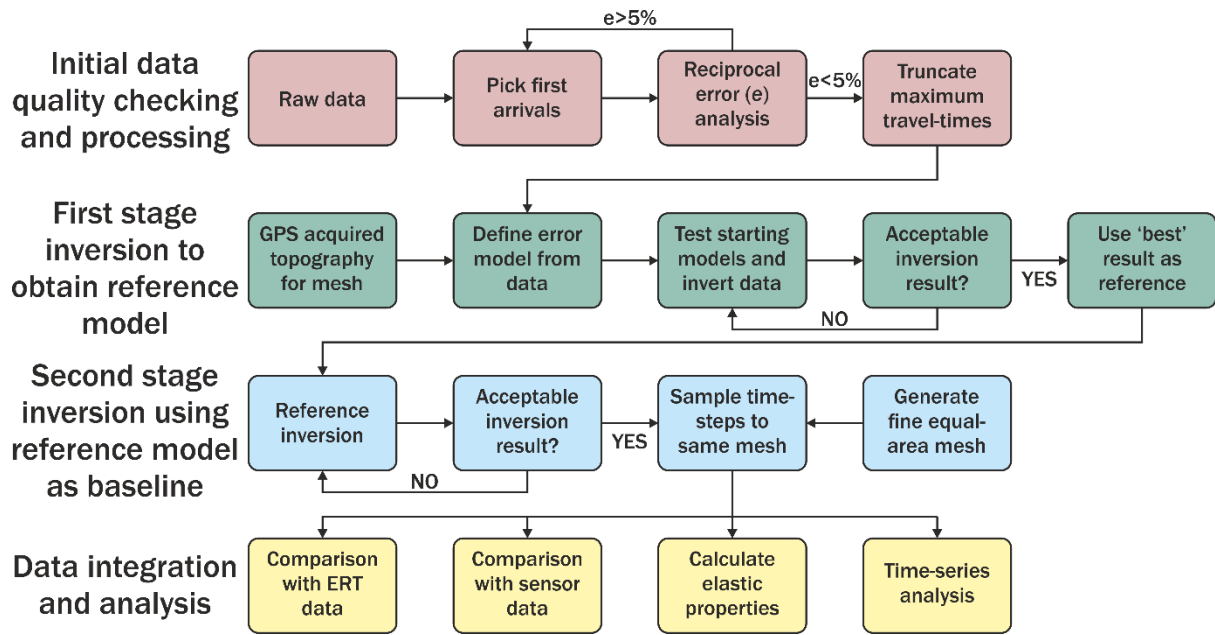 e>5%
Initial data
quality checking
and processing
Raw data
Pick first
arrivals
Reciprocal
error (e)
analysis
e<5%
Truncate
maximum
travel-times
First stage
inversion to
obtain reference
model
GPS acquired
topography
for mesh
Define error
model from
data
Test starting
models and
invert data
Acceptable
inversion
result?
YES
Use ‘best’
result as
reference
NO
Second stage
inversion using
reference model
as baseline
Reference
inversion
Acceptable
inversion
result?
YES
Sample time-
steps to
same mesh
Generate
fine equal-
area mesh
NO
Data integration
and analysis
Comparison
with ERT
data
Comparison
with sensor
data
Calculate
elastic
properties
Time-series
analysis